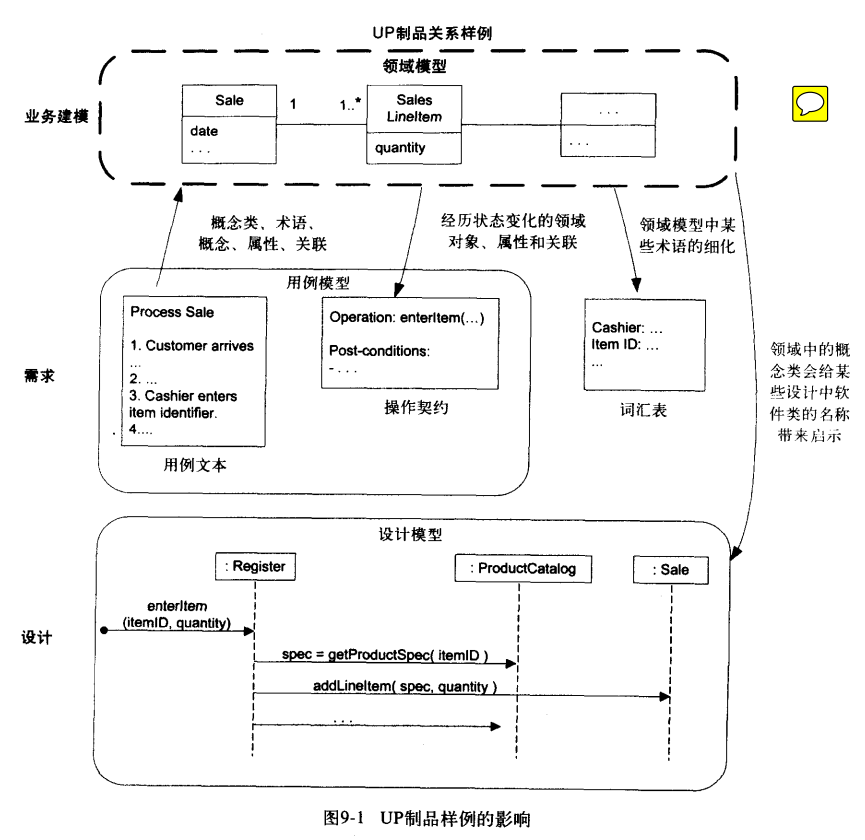 UP制品关系样例
领域模型
业务建模
Sale
1
1..*
Sales
LineItem
. . .
date
. . .
quantity
. . .
概念类、术语、
概念、属性、关联
经历状态变化的领域
对象、属性和关联
领域模型中某
些术语的细化
用例模型
需求
Process Sale
1. Customer arrives
...
2. ...
3. Cashier enters
item identifier.
4....
用例文本
Operation: enterItem(…)
Post-conditions:
- . . .
操作契约
Cashier: …
Item ID: …
...
词汇表
领域中的概
念类会给某
些设计中软
件类的名称
带来启示
设计模型
设计
: Register
: ProductCatalog
: Sale
enterItem
(itemID, quantity)
spec = getProductSpec( itemID )
addLineItem( spec, quantity )
. . .
图9-1 UP制品样例的影响